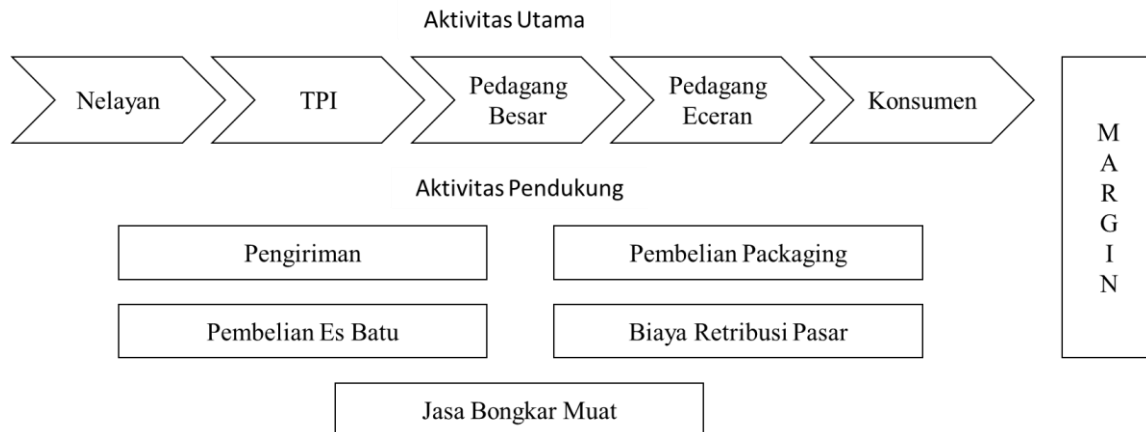 Aktivitas Utama
Nelayan
TPI
Pedagang
Besar
Pedagang
Eceran
Konsumen
M
A
R
G
I
N
Aktivitas Pendukung
Pengiriman
Pembelian Packaging
Pembelian Es Batu
Biaya Retribusi Pasar
Jasa Bongkar Muat